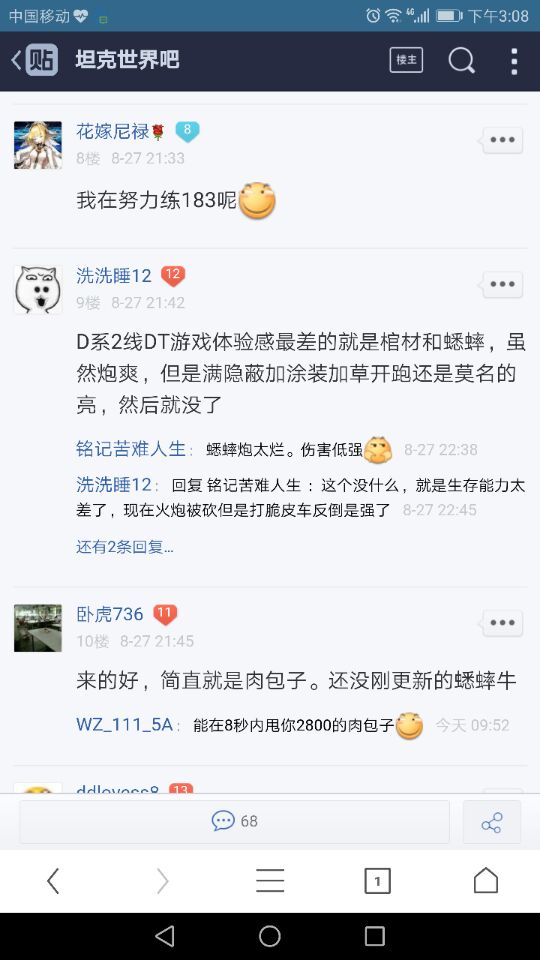 中国移动
4G
下午3:08
贴 坦克世界吧
楼主
花嫁尼禄 8
8楼 8-27 21:33
我在努力练183呢
洗洗睡12 12
9楼 8-27 21:42
D系2线DT游戏体验感最差的就是棺材和蟋蟀，虽
然炮爽，但是满隐蔽加涂装加草开跑还是莫名的
亮，然后就没了
铭记苦难人生： 蟋蟀炮太烂。伤害低强 8-27 22:38
洗洗睡12： 回复 铭记苦难人生 ：这个没什么，就是生存能力太
差了，现在火炮被砍但是打脆皮车反倒是强了 8-27 22:45
还有2条回复...
卧虎736 11
10楼 8-27 21:45
来的好，简直就是肉包子。还没刚更新的蟋蟀牛
WZ_111_5A： 能在8秒内甩你2800的肉包子 今天 09:52
ddlovess8 13
68
1